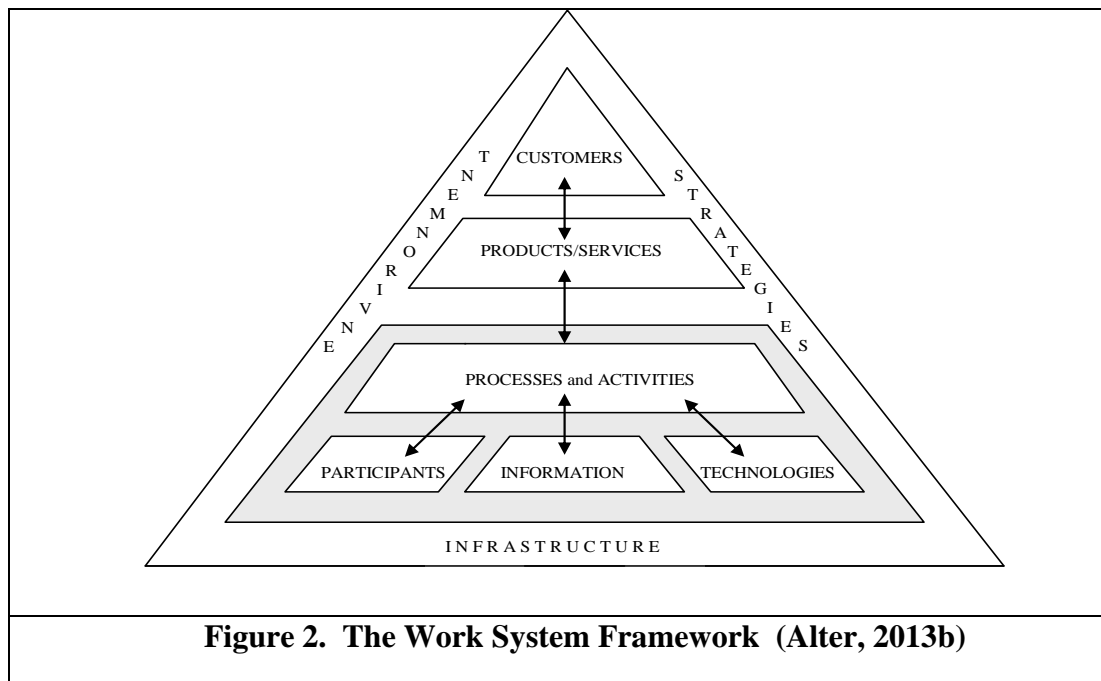 ENVIRONMENT
STRATEGIES
CUSTOMERS
PRODUCTS/SERVICES
PROCESSES and ACTIVITIES
PARTICIPANTS
INFORMATION
TECHNOLOGIES
INFRASTRUCTURE
Figure 2. The Work System Framework (Alter, 2013b)